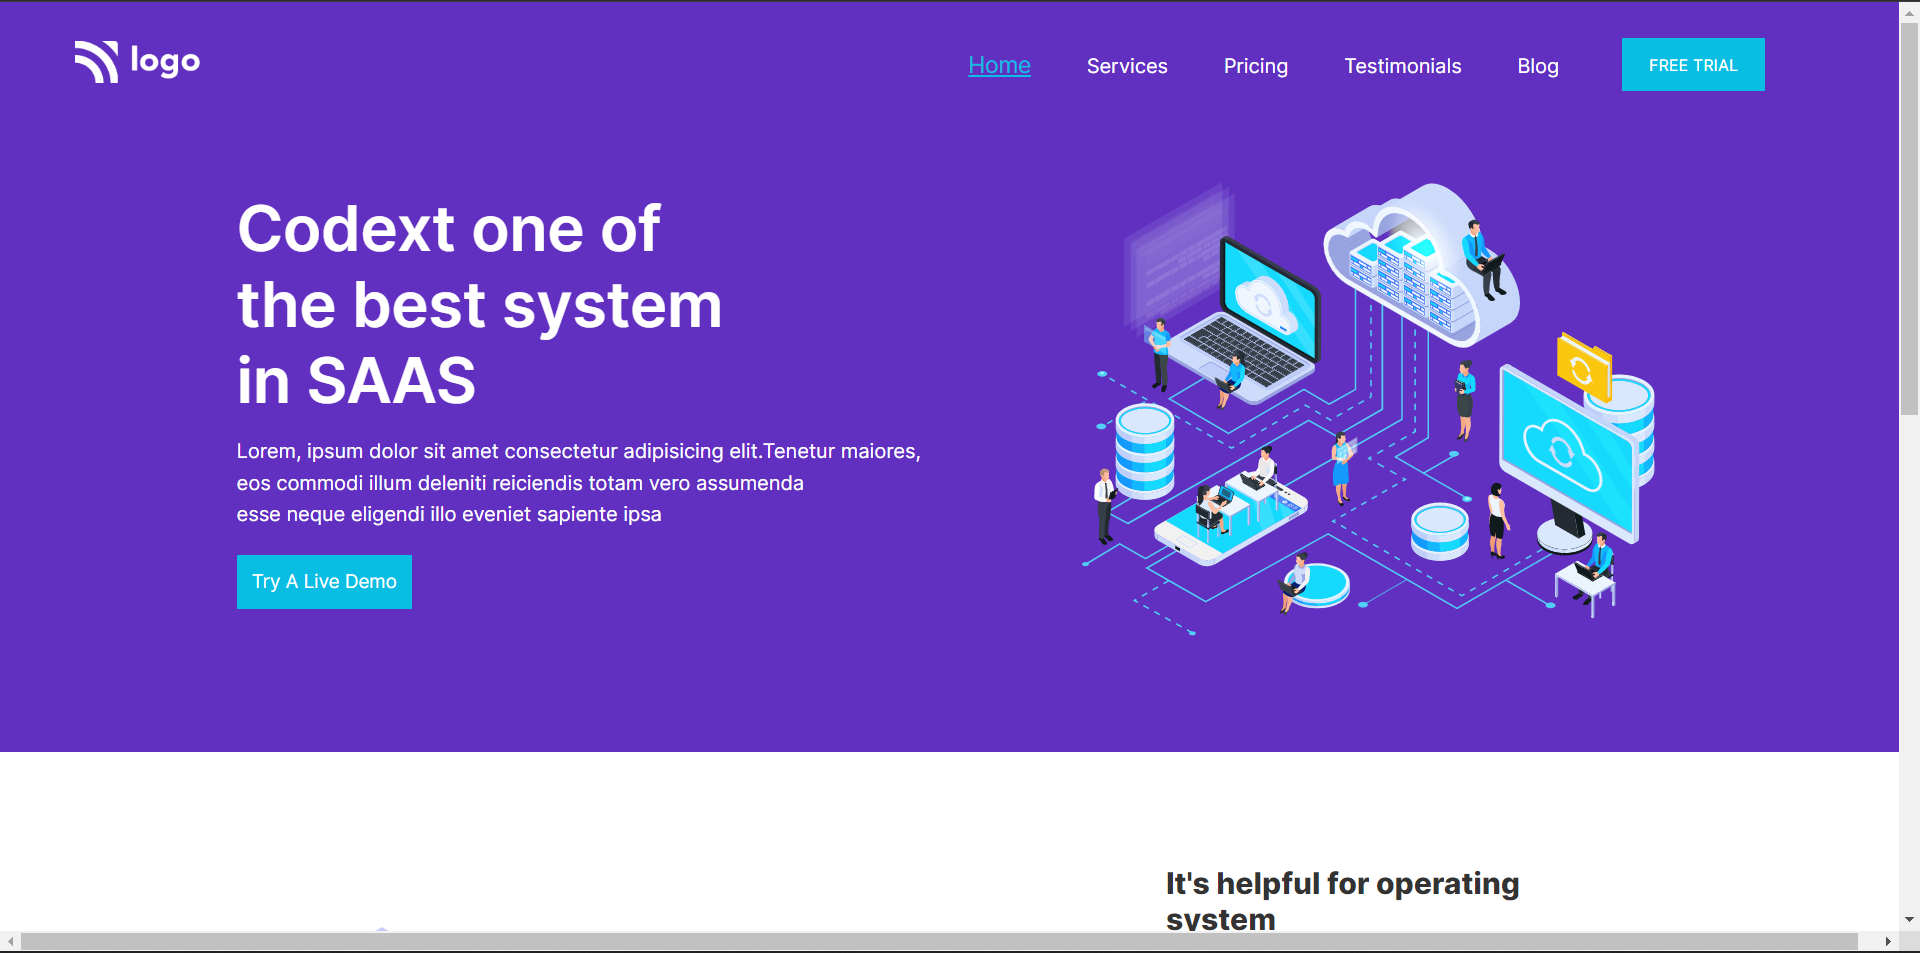 logo
Home Services Pricing Testimonials Blog FREE TRIAL
Codext one of
the best system
in SAAS
Lorem, ipsum dolor sit amet consectetur adipisicing elit.Tenetur maiores,
eos commodi illum deleniti reiciendis totam vero assumenda
esse neque eligendi illo eveniet sapiente ipsa
Try A Live Demo
It's helpful for operating
system